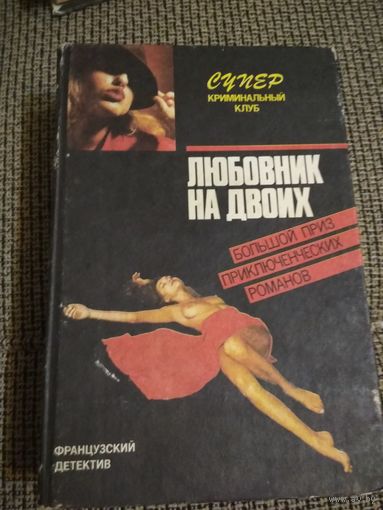 СУПЕР
КРИМИНАЛЬНЫЙ
КЛУБ
ЛЮБОВНИК
НА ДВОИХ
БОЛЬШОЙ ПРИЗ
ПРИКЛЮЧЕНЧЕСКИХ
РОМАНОВ
ФРАНЦУЗСКИЙ
ДЕТЕКТИВ